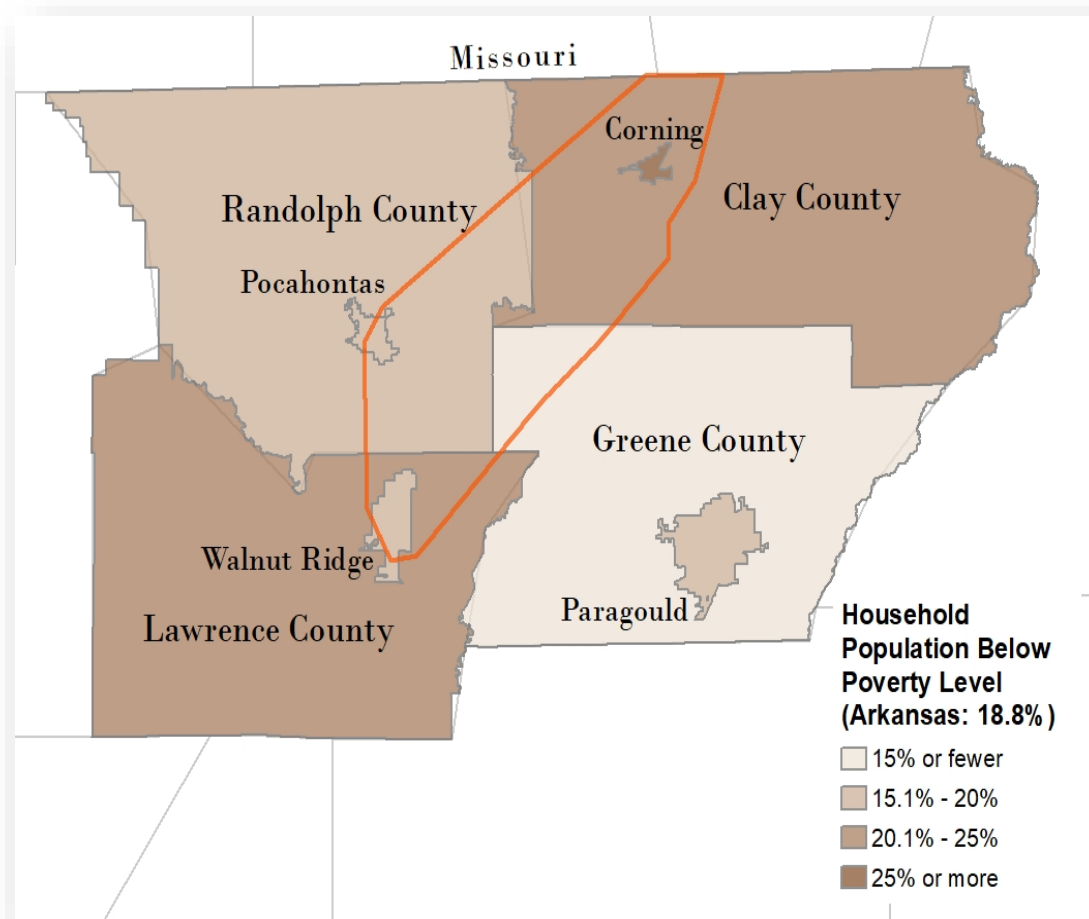 Missouri
Corning
Clay County
Randolph County
Pocahontas
Greene County
Walnut Ridge
Paragould
Lawrence County
Household
Population Below
Poverty Level
(Arkansas: 18.8%)
15% or fewer
15.1% - 20%
20.1% - 25%
25% or more